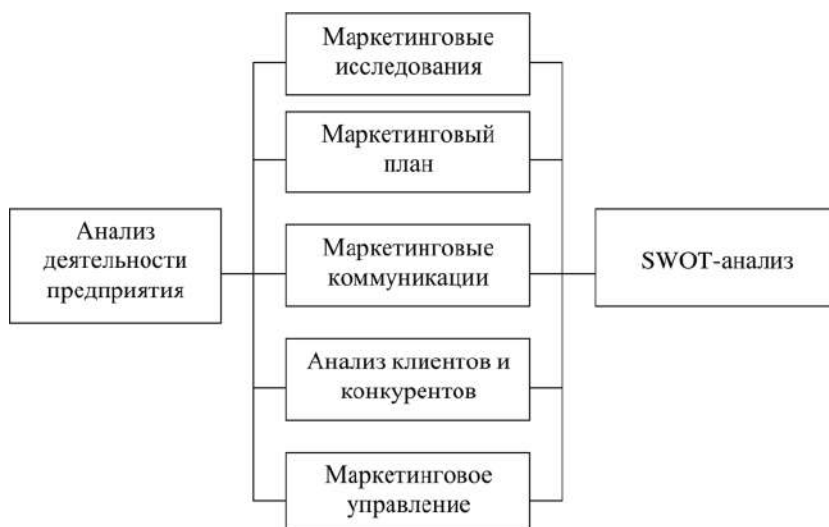 Маркетинговые
исследования
Маркетинговый
план
Анализ
деятельности
предприятия
Маркетинговые
коммуникации
SWOT-анализ
Анализ клиентов и
конкурентов
Маркетинговое
управление